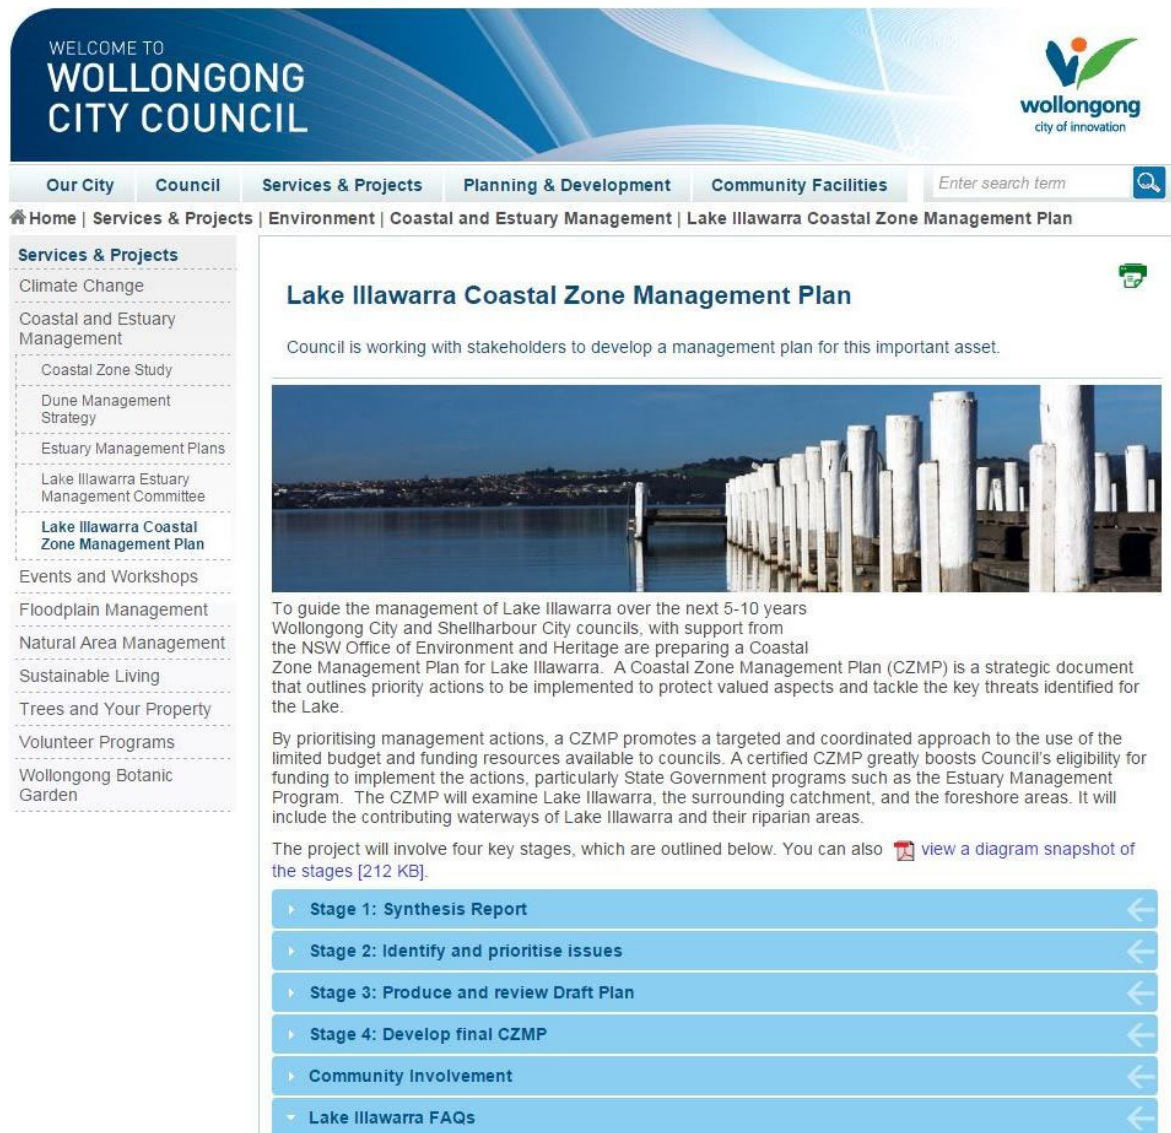 WELCOME TO
WOLLONGONG
CITY COUNCIL
wollongong
city of innovation
Our City
Council
Services & Projects
Planning & Development
Community Facilities
Enter search term
Home | Services & Projects | Environment | Coastal and Estuary Management | Lake Illawarra Coastal Zone Management Plan
Services & Projects
Climate Change
Coastal and Estuary
Management
Coastal Zone Study
Dune Management
Strategy
Estuary Management Plans
Lake Illawarra Estuary
Management Committee
Lake Illawarra Coastal
Zone Management Plan
Events and Workshops
Floodplain Management
Natural Area Management
Sustainable Living
Trees and Your Property
Volunteer Programs
Wollongong Botanic
Garden
Lake Illawarra Coastal Zone Management Plan
Council is working with stakeholders to develop a management plan for this important asset.
To guide the management of Lake Illawarra over the next 5-10 years
Wollongong City and Shellharbour City councils, with support from
the NSW Office of Environment and Heritage are preparing a Coastal
Zone Management Plan for Lake Illawarra. A Coastal Zone Management Plan (CZMP) is a strategic document
that outlines priority actions to be implemented to protect valued aspects and tackle the key threats identified for
the Lake.
By prioritising management actions, a CZMP promotes a targeted and coordinated approach to the use of the
limited budget and funding resources available to councils. A certified CZMP greatly boosts Council's eligibility for
funding to implement the actions, particularly State Government programs such as the Estuary Management
Program. The CZMP will examine Lake Illawarra, the surrounding catchment, and the foreshore areas. It will
include the contributing waterways of Lake Illawarra and their riparian areas.
The project will involve four key stages, which are outlined below. You can also view a diagram snapshot of
the stages [212 KB].
Stage 1: Synthesis Report
Stage 2: Identify and prioritise issues
Stage 3: Produce and review Draft Plan
Stage 4: Develop final CZMP
Community Involvement
Lake Illawarra FAQs